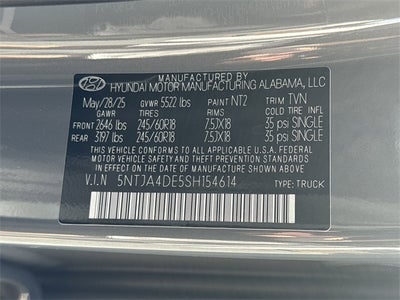 MANUFACTURED BY
HYUNDAI MOTOR MANUFACTURING ALABAMA, LLC
May/28/25 GVWR 5522 lbs PAINT NT2 TRIM TVN
GAWR TIRES RIMS COLD TIRE INFL
FRONT 2646 lbs 245/60R18 7.5JX18 35 psi SINGLE
REAR 3197 lbs 245/60R18 7.5JX18 35 psi SINGLE
THIS VEHICLE CONFORMS TO ALL APPLICABLE U.S.A. FEDERAL
MOTOR VEHICLE SAFETY STANDARDS IN EFFECT ON
THE DATE OF MANUFACTURE SHOWN ABOVE.
V.I.N 5NTJA4DE5SH154614 TYPE: TRUCK